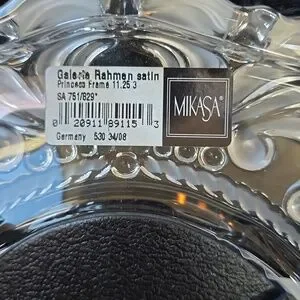 Galerie Rahmen satin
Princess Frame 11,25 3
SA 751/629*
0 20911 89115 3
Germany 530 34/08
MIKASA®